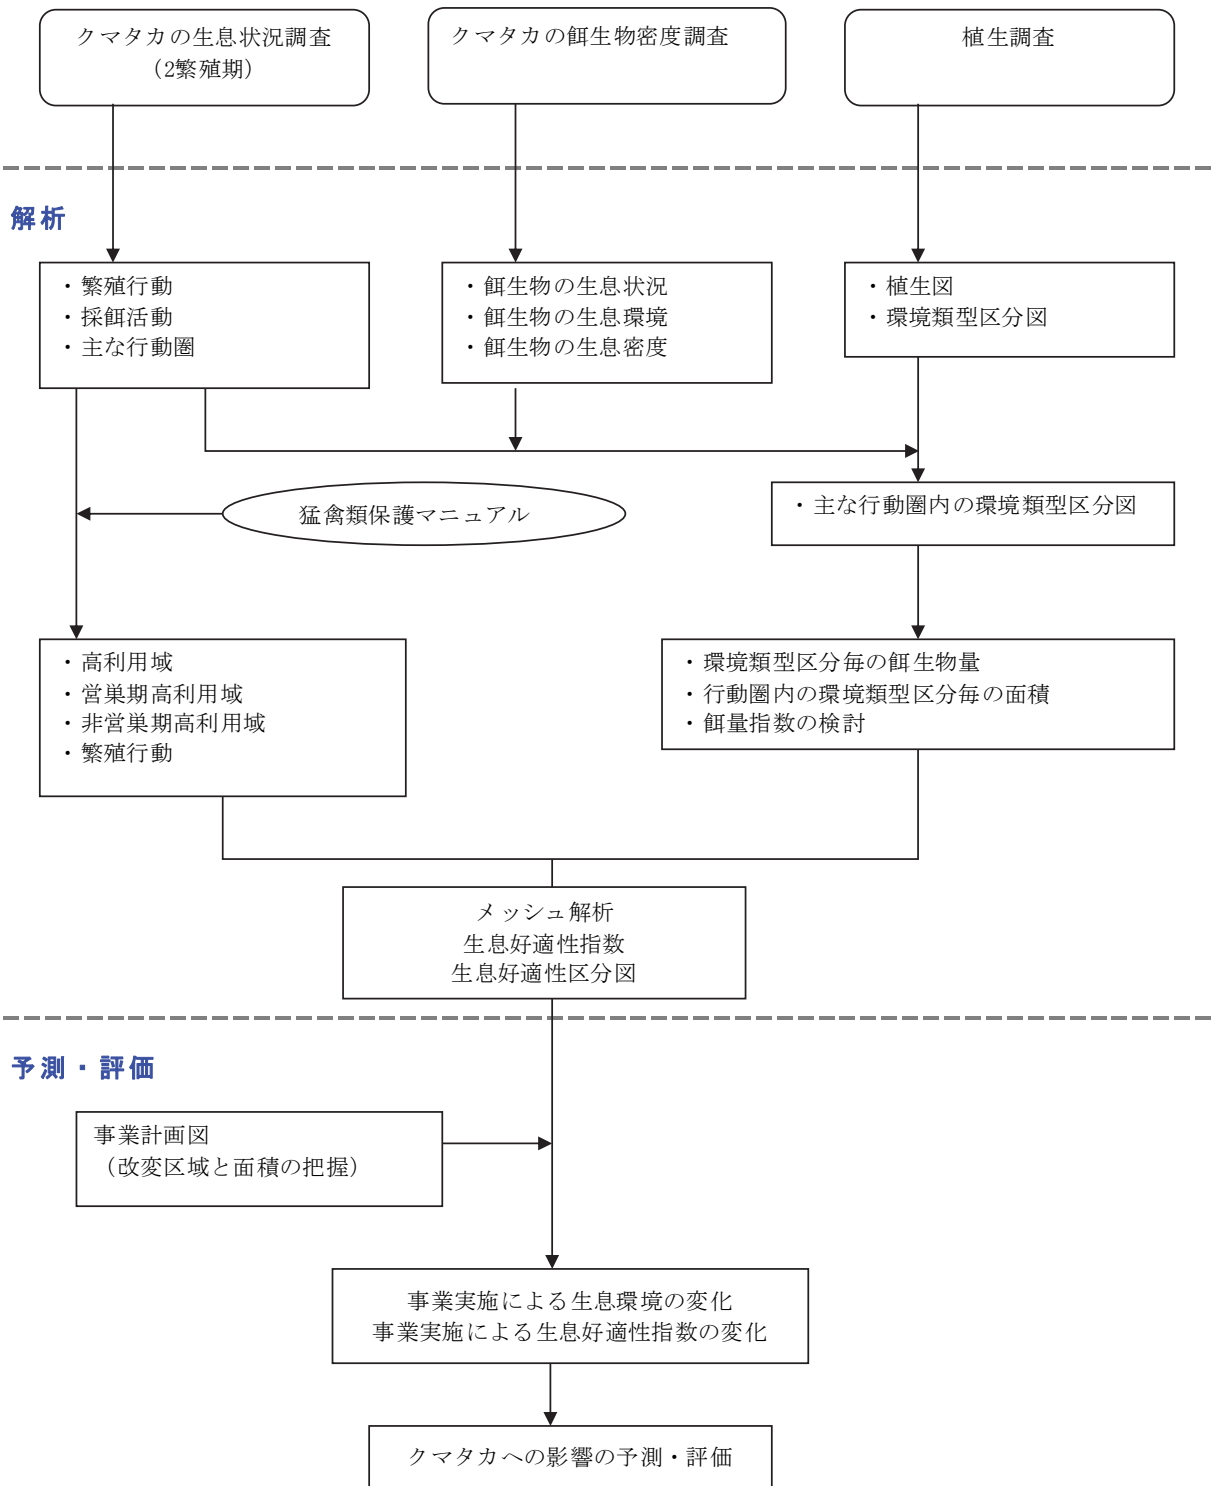 クマタカの生息状況調査
（2繁殖期）
クマタカの餌生物密度調査
植生調査
解析
・繁殖行動
・採餌活動
・主な行動圏
・餌生物の生息状況
・餌生物の生息環境
・餌生物の生息密度
・植生図
・環境類型区分図
猛禽類保護マニュアル
・主な行動圏内の環境類型区分図
・高利用域
・営巣期高利用域
・非営巣期高利用域
・繁殖行動
・環境類型区分毎の餌生物量
・行動圏内の環境類型区分毎の面積
・餌量指数の検討
メッシュ解析
生息好適性指数
生息好適性区分図
予測・評価
事業計画図
（改変区域と面積の把握）
事業実施による生息環境の変化
事業実施による生息好適性指数の変化
クマタカへの影響の予測・評価